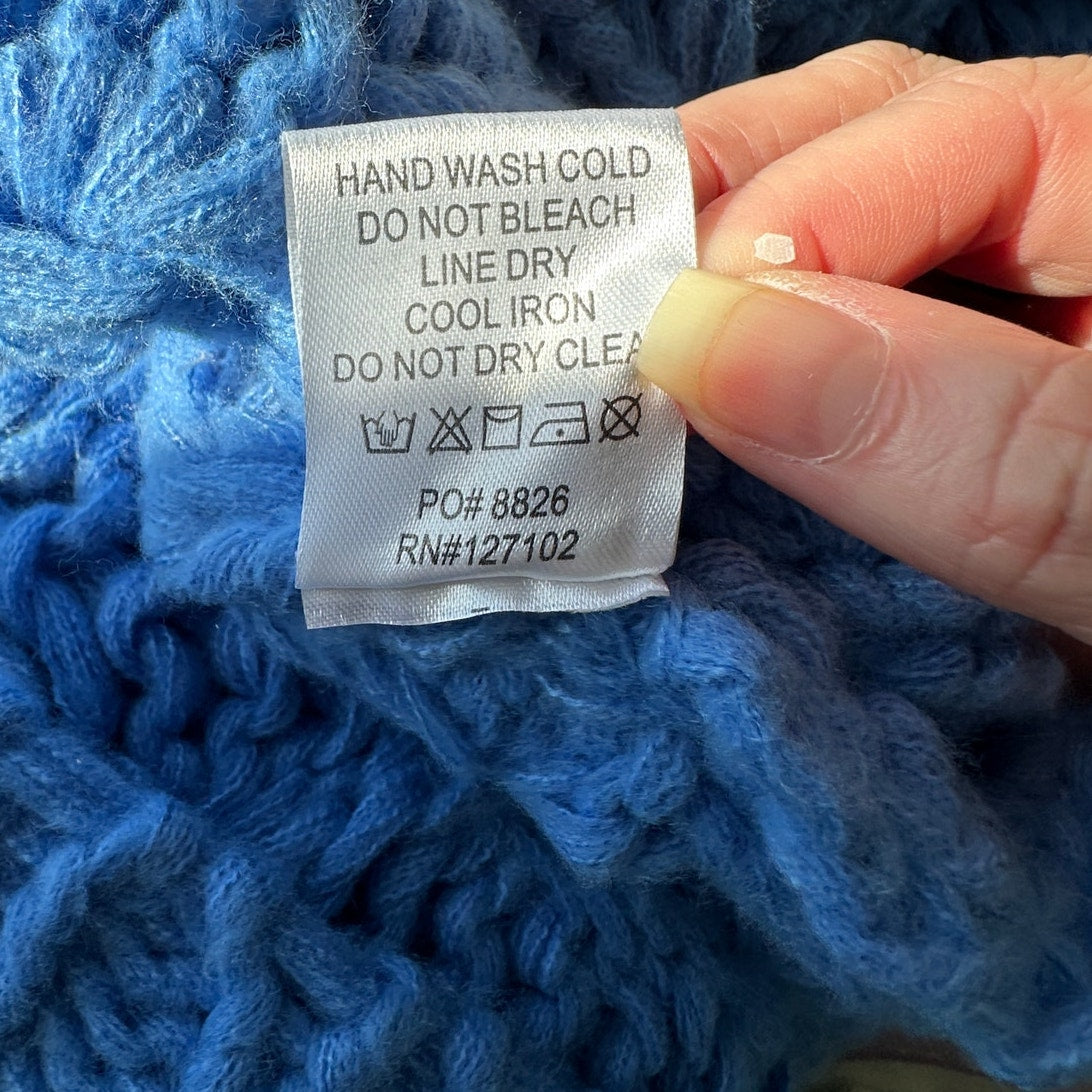 HAND WASH COLD
DO NOT BLEACH
LINE DRY
COOL IRON
DO NOT DRY CLEA
PO# 8826
RN#127102